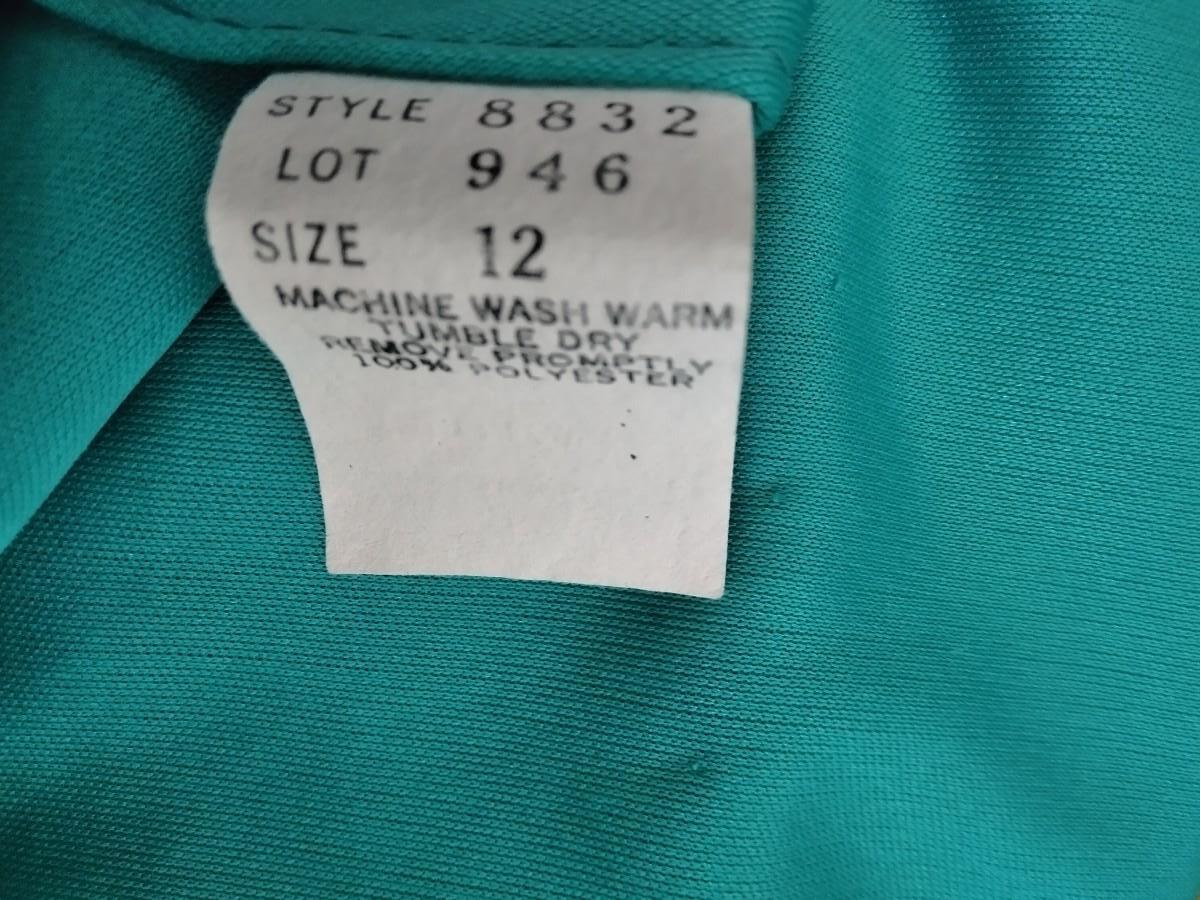 STYLE 8832
LOT 946
SIZE 12
MACHINE WASH WARM
TUMBLE DRY
REMOVE PROMPTLY
100% POLYESTER